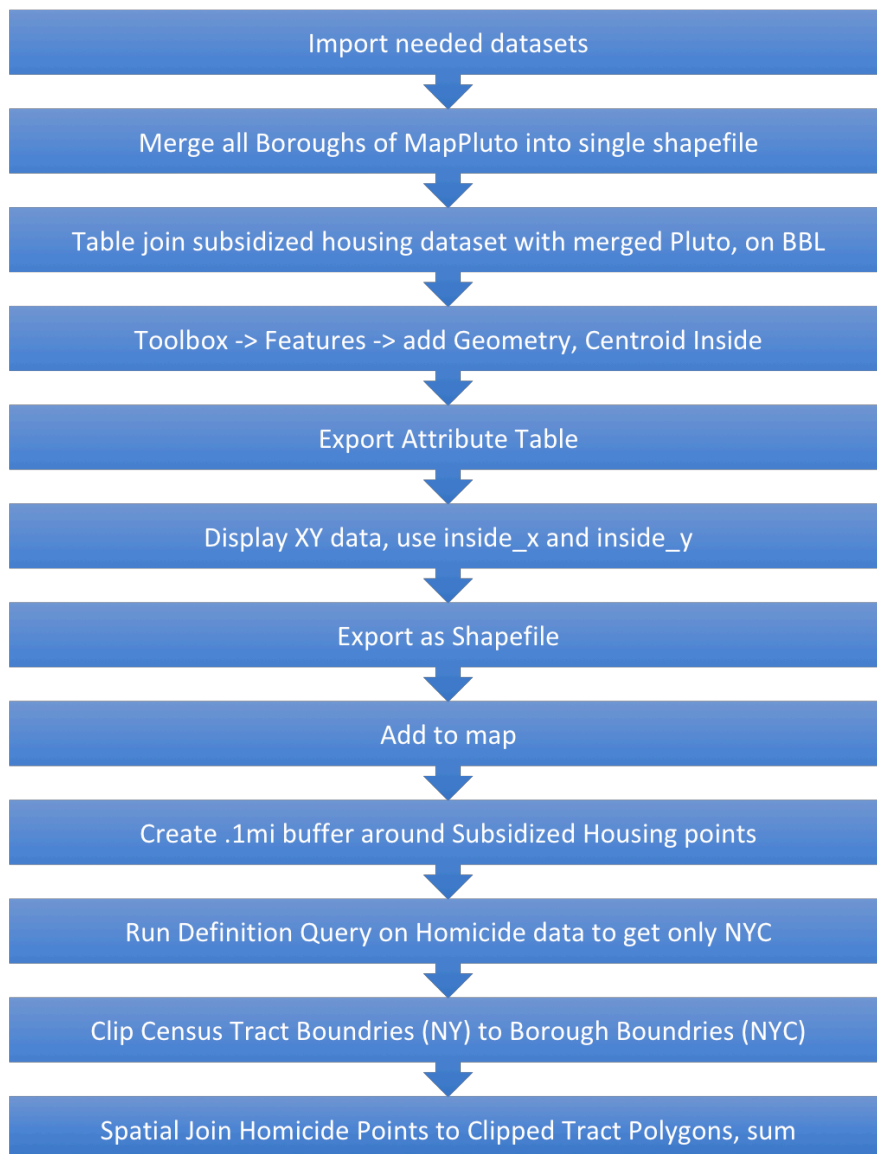 Import needed datasets
Merge all Boroughs of MapPluto into single shapefile
Table join subsidized housing dataset with merged Pluto, on BBL
Toolbox -> Features -> add Geometry, Centroid Inside
Export Attribute Table
Display XY data, use inside_x and inside_y
Export as Shapefile
Add to map
Create .1mi buffer around Subsidized Housing points
Run Definition Query on Homicide data to get only NYC
Clip Census Tract Boundries (NY) to Borough Boundries (NYC)
Spatial Join Homicide Points to Clipped Tract Polygons, sum